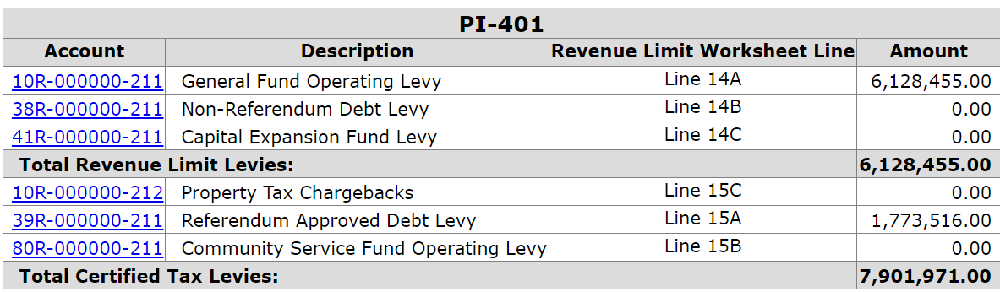 PI-401
Account Description Revenue Limit Worksheet Line Amount
10R-000000-211 General Fund Operating Levy Line 14A 6,128,455.00
38R-000000-211 Non-Referendum Debt Levy Line 14B 0.00
41R-000000-211 Capital Expansion Fund Levy Line 14C 0.00
Total Revenue Limit Levies: 6,128,455.00
10R-000000-212 Property Tax Chargebacks Line 15C 0.00
39R-000000-211 Referendum Approved Debt Levy Line 15A 1,773,516.00
80R-000000-211 Community Service Fund Operating Levy Line 15B 0.00
Total Certified Tax Levies: 7,901,971.00